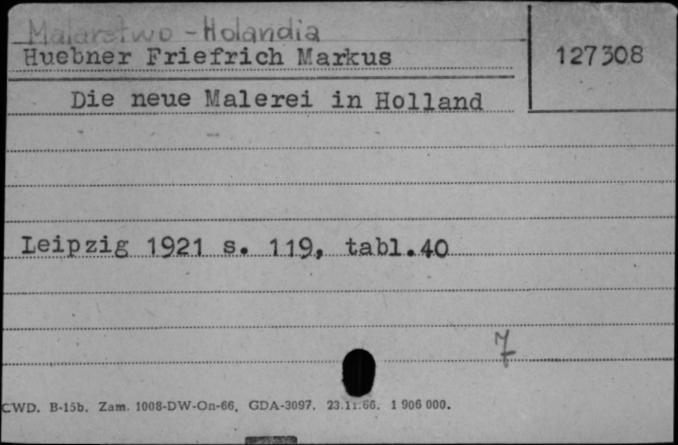 Malarstwo - Holandia
Huebner Friefrich Markus
127308
Die neue Malerei in Holland
Leipzig 1921 s. 119, tabl.40
7
CWD. B-15b. Zam. 1008-DW-On-66. GDA-3097. 23.11.66. 1 906 000.